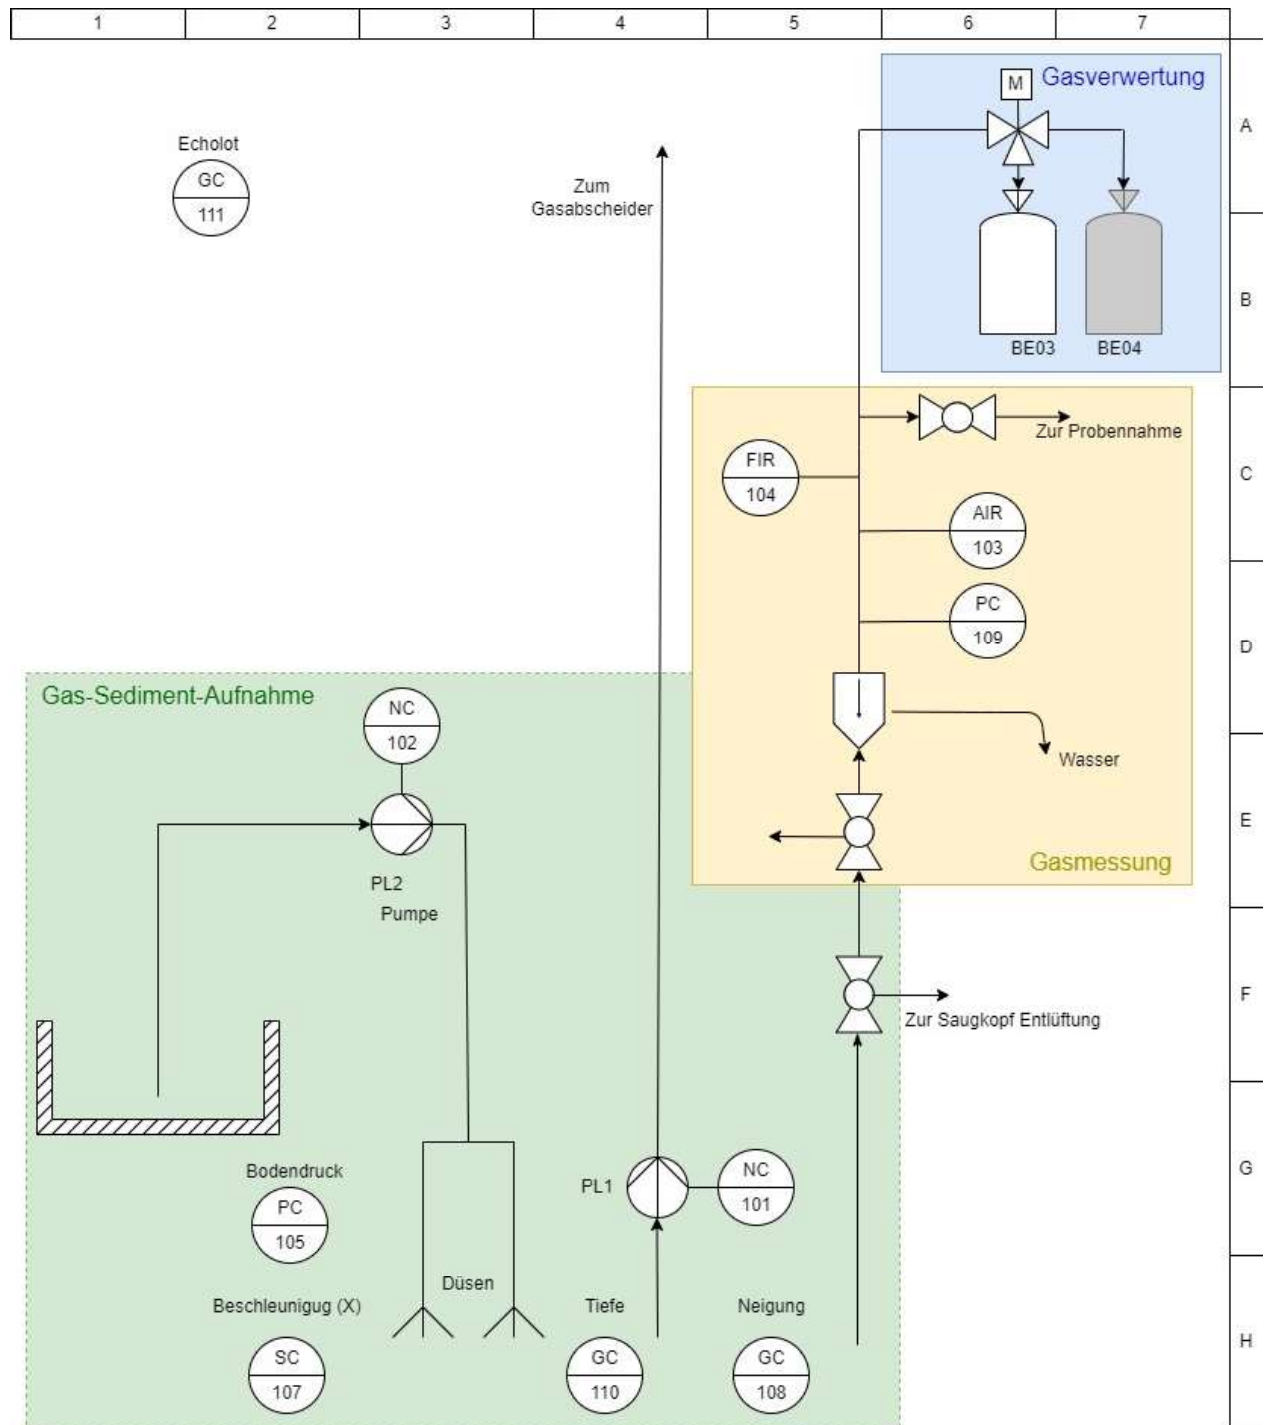 1 2 3 4 5 6 7
M
Gasverwertung
A
Echolot
GC
111
Zum
Gasabscheider
B
BE03 BE04
Zur Probennahme
FIR
104
C
AIR
103
PC
109
D
Gas-Sediment-Aufnahme
NC
102
Wasser
E
Gasmessung
PL2
Pumpe
F
Zur Saugkopf Entlüftung
Bodendruck
PC
105
PL1
NC
101
G
Düsen
Beschleunigug (X)
Tiefe
Neigung
H
SC
107
GC
110
GC
108